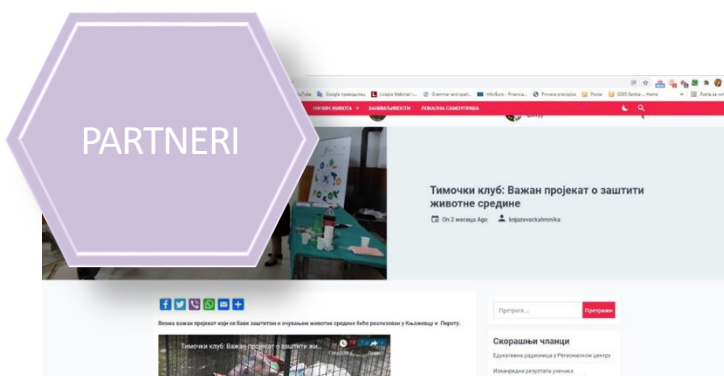 PARTNERI
Google преводилац
НАЧИН ЖИВОТА + ЗАНИМЉИВОСТИ ЛОКАЛНА САМОУПРАВА
Тимочки клуб: Важан пројекат о заштити
животне средине
On 2 месеца Ago knjazevackahronika
Веома важан пројекат који се бави заштитом и очувањем животне средине биће реализован у Књажевцу и Пироту.
Претрага ...
Претражи
Тимочки клуб: Важан пројекат о заштити жи...
Скорашњи чланци
Едукативна радионица у Регионалном центру
Изванредни резултати ученика